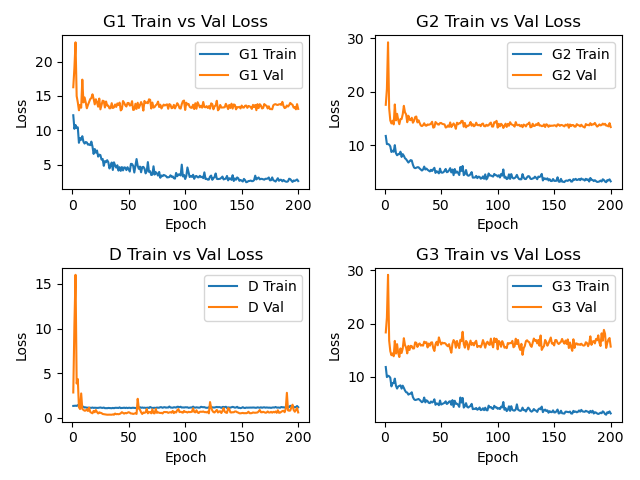 G1 Train vs Val Loss
G1 Train
G1 Val
Loss
20
15
10
5
0
50
100
150
200
Epoch
G2 Train vs Val Loss
G2 Train
G2 Val
Loss
30
20
10
0
50
100
150
200
Epoch
D Train vs Val Loss
D Train
D Val
Loss
15
10
5
0
0
50
100
150
200
Epoch
G3 Train vs Val Loss
G3 Train
G3 Val
Loss
30
20
10
0
50
100
150
200
Epoch